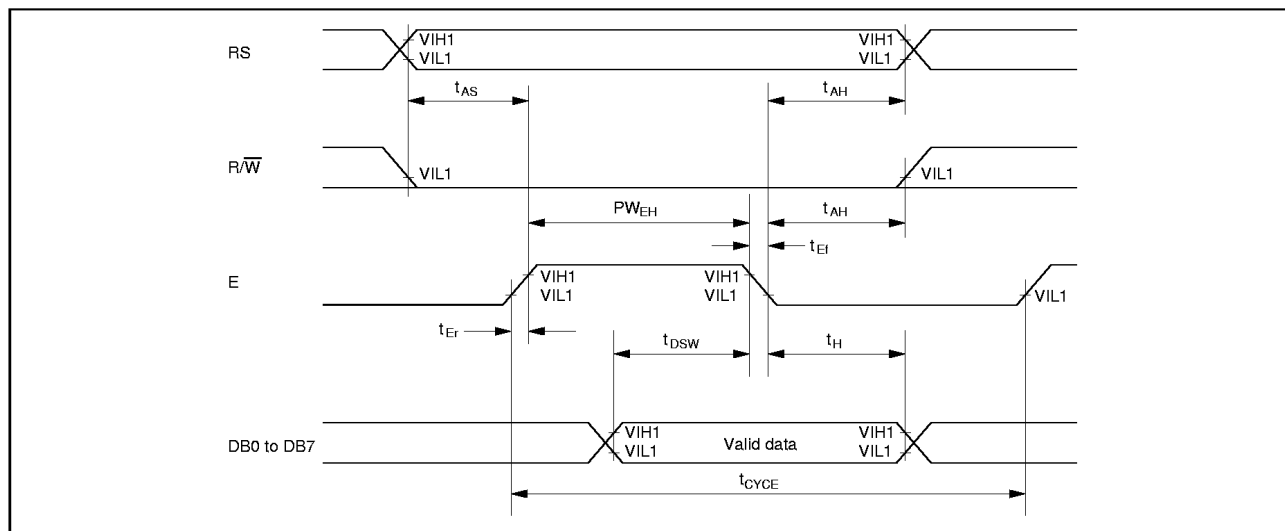 RS
VIH1
VIL1
VIH1
VIL1
tAS
tAH
R/W̅
VIL1
VIL1
PWEH
tAH
tEf
E
VIH1
VIL1
VIH1
VIL1
VIL1
tEr
tDSW
tH
DB0 to DB7
VIH1
VIL1
Valid data
VIH1
VIL1
tCYCE